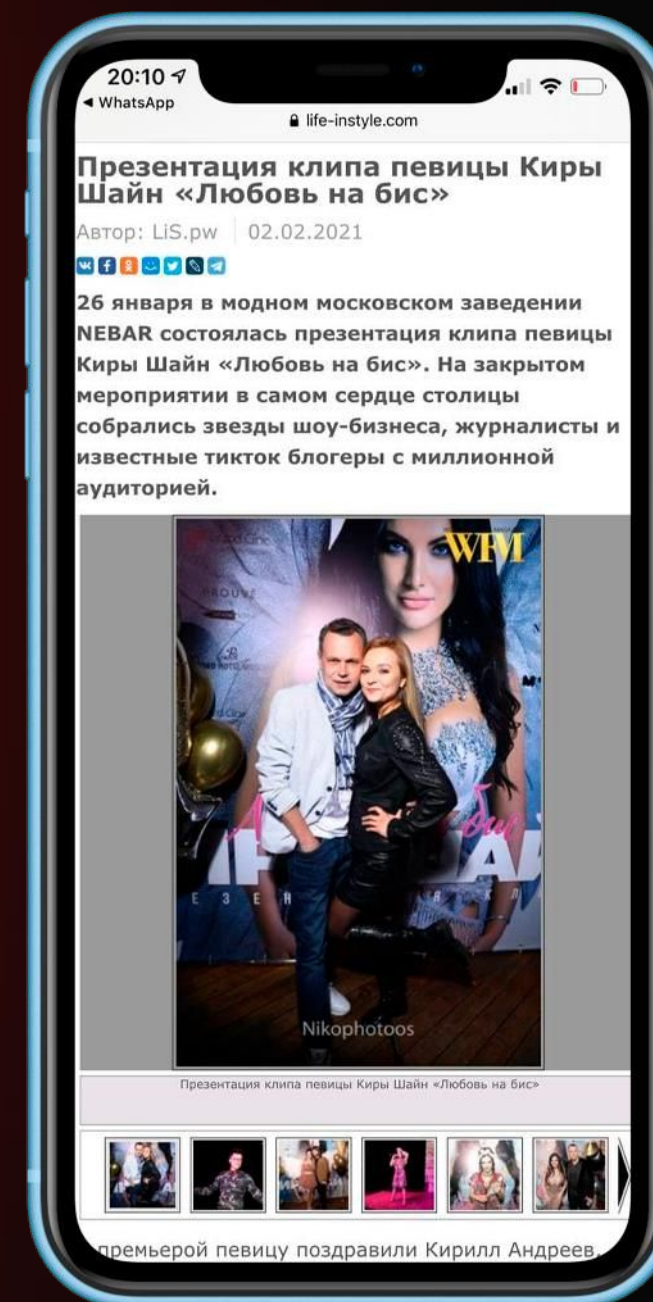 20:10
◄ WhatsApp
life-instyle.com
Презентация клипа певицы Киры
Шайн «Любовь на бис»
Автор: LiS.pw | 02.02.2021
26 января в модном московском заведении
NEBAR состоялась презентация клипа певицы
Киры Шайн «Любовь на бис». На закрытом
мероприятии в самом сердце столицы
собрались звезды шоу-бизнеса, журналисты и
известные тикток блогеры с миллионной
аудиторией.
WFM
PROUVÉ
бис
Nikophotoos
Презентация клипа певицы Киры Шайн «Любовь на бис»
премьерой певицу поздравили Кирилл Андреев,